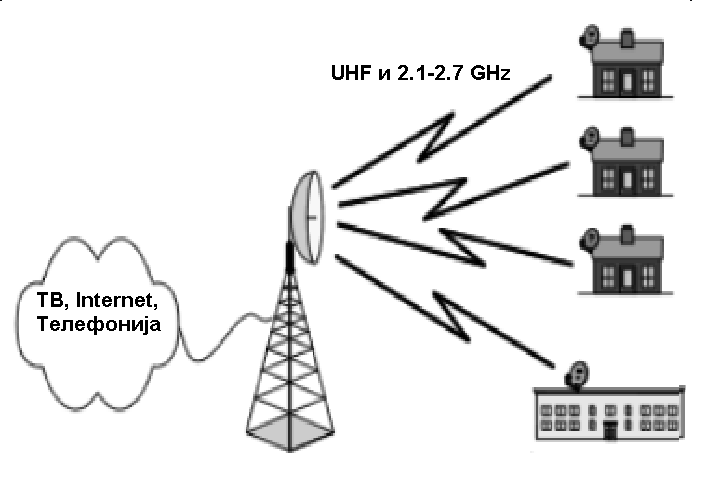 UHF и 2.1-2.7 GHz
ТВ, Internet,
Телефонија